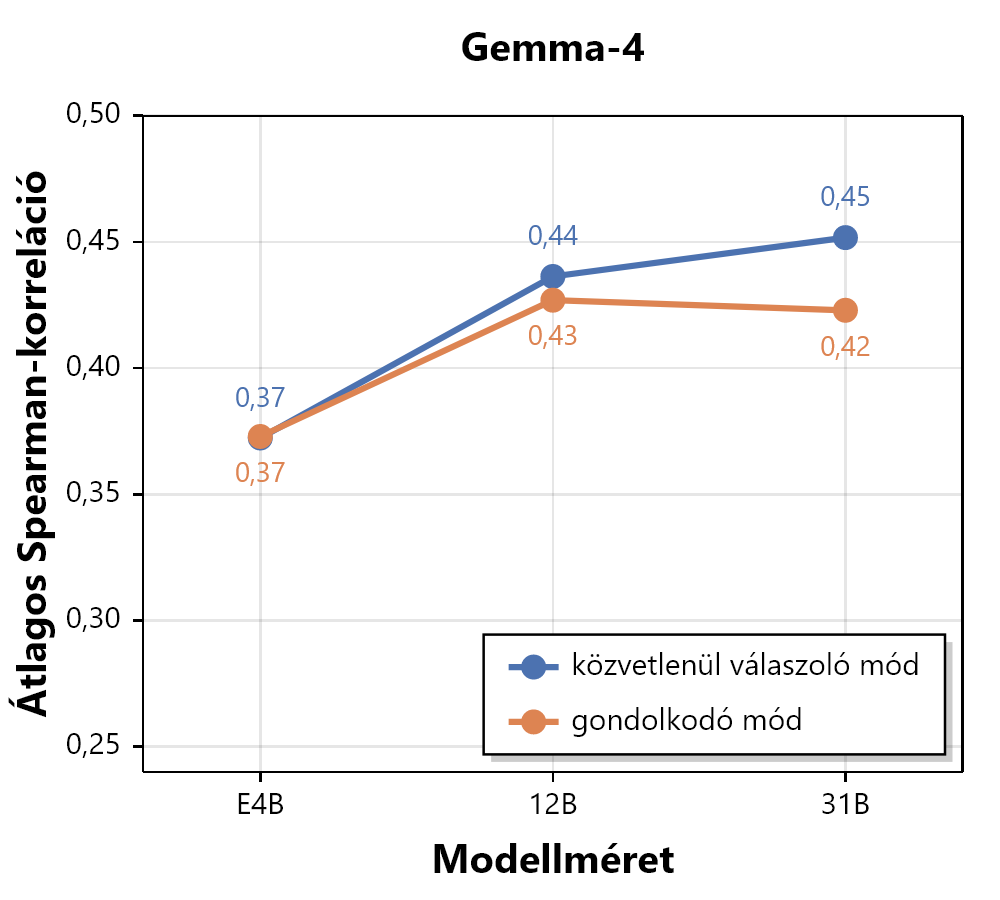 Gemma-4
Átlagos Spearman-korreláció
0,50
0,45
0,40
0,35
0,30
0,25
0,37
0,44
0,45
0,37
0,43
0,42
közvetlenül válaszoló mód
gondolkodó mód
E4B
12B
31B
Modellméret